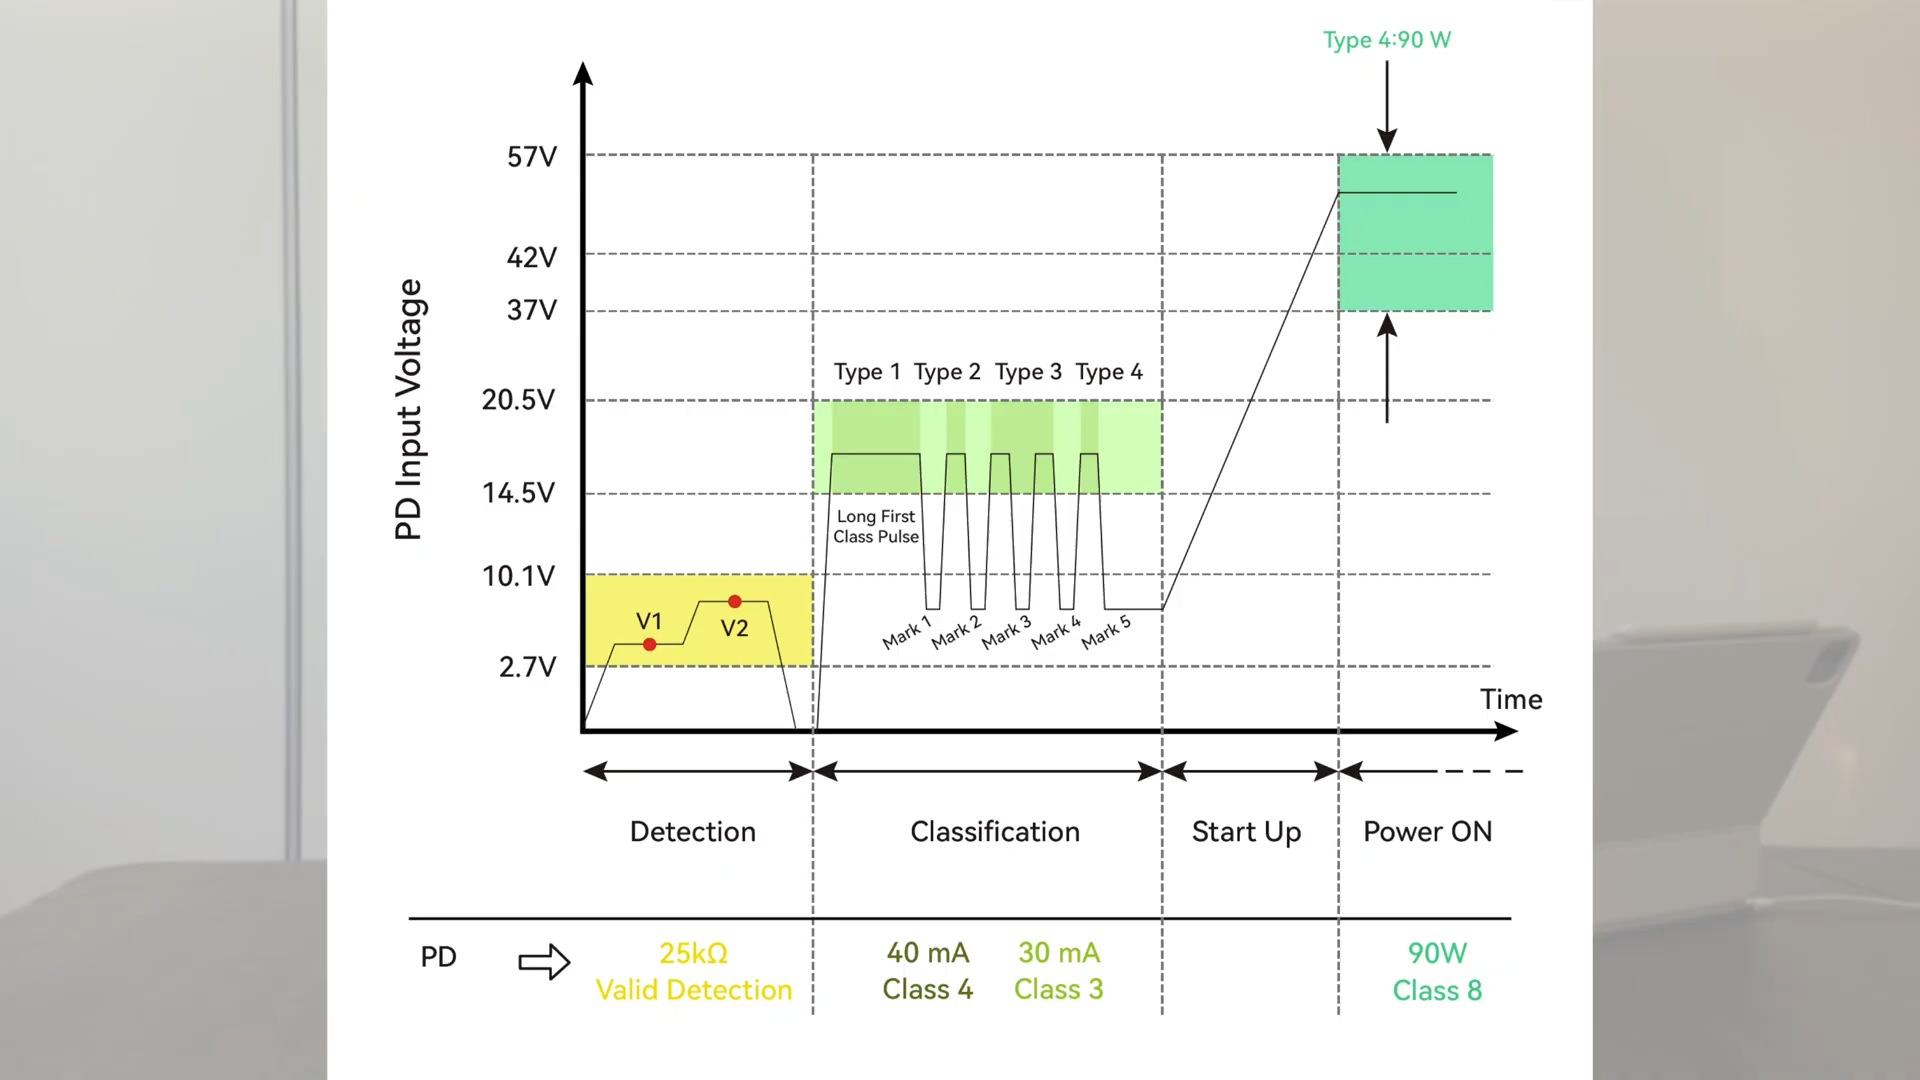 Type 4:90 W
57V
42V
37V
20.5V
14.5V
10.1V
2.7V
PD Input Voltage
Type 1 Type 2 Type 3 Type 4
Long First
Class Pulse
V1
V2
Mark 1
Mark 2
Mark 3
Mark 4
Mark 5
Time
Detection
Classification
Start Up
Power ON
PD
25kΩ
Valid Detection
40 mA
Class 4
30 mA
Class 3
90W
Class 8